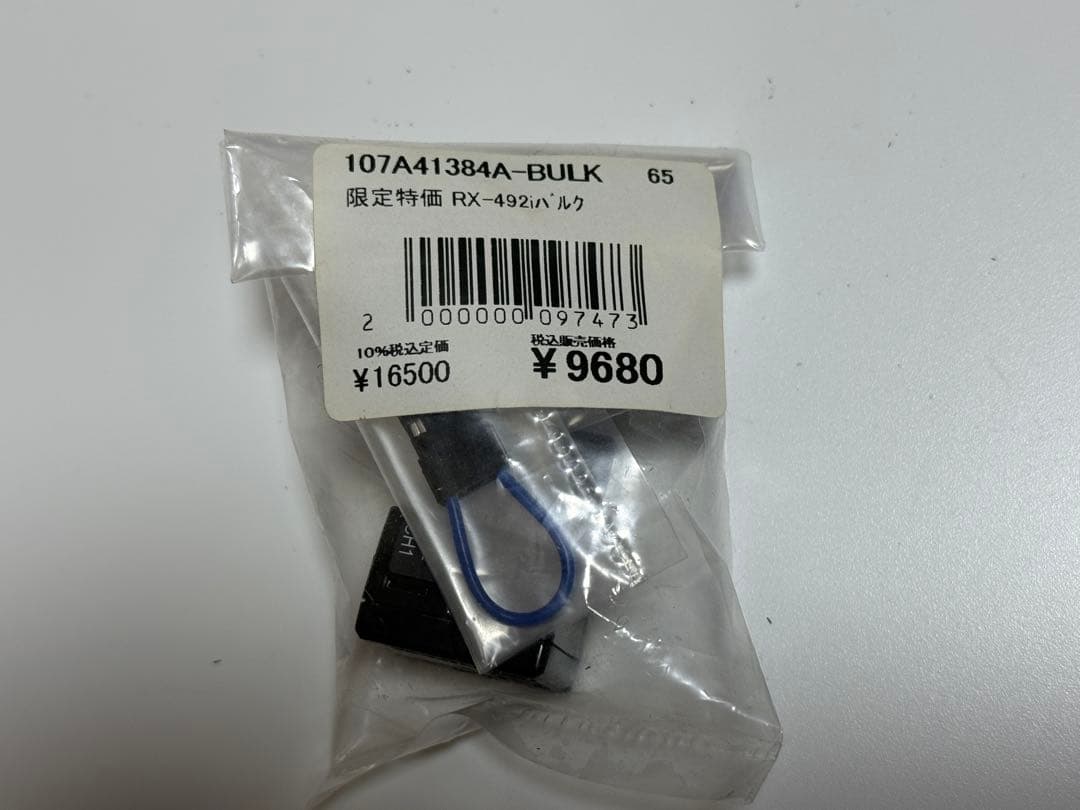 107A41384A-BULK 65
限定特価 RX-492iﾊﾞﾙｸ
2 000000 097473
10%税込定価 税込販売価格
¥16500 ¥9680
CH1